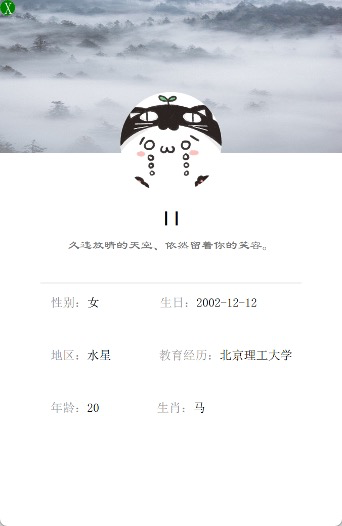 X
II
久违放晴的天空、依然留着你的笑容。
性别：女 生日：2002-12-12
地区：水星 教育经历：北京理工大学
年龄：20 生肖：马